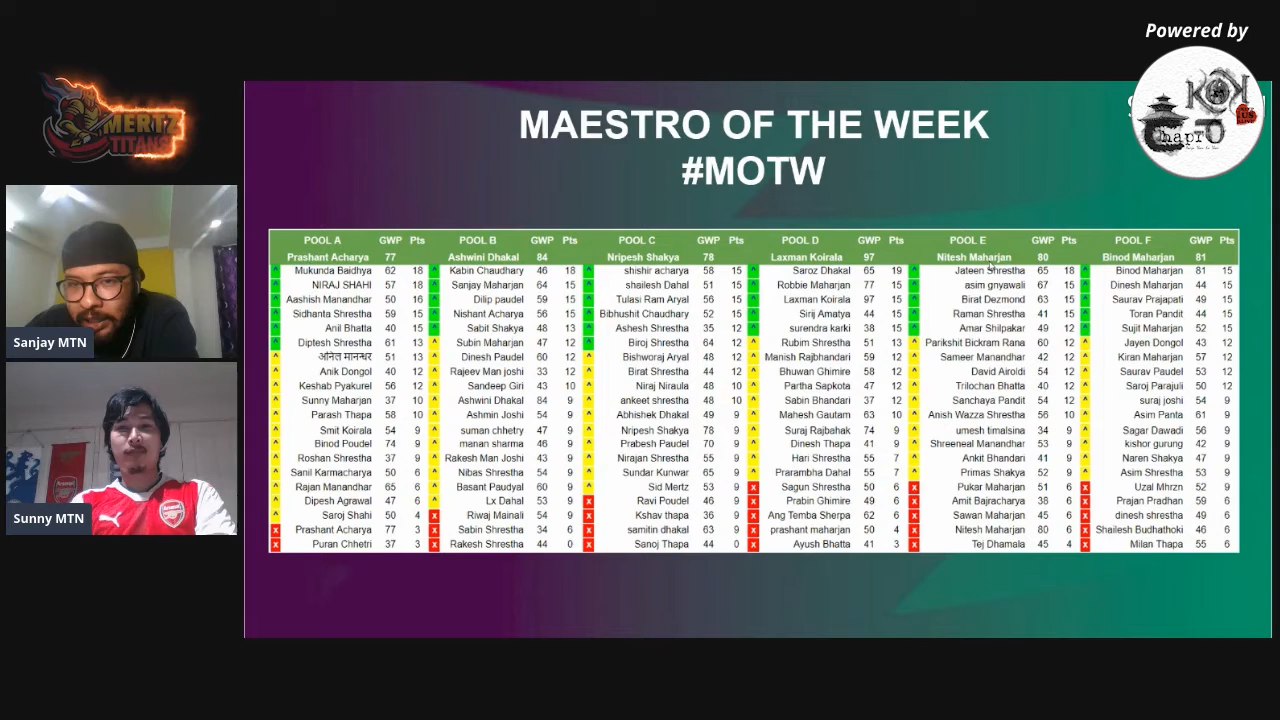 Powered by
MERTZ
TITANS
MAESTRO OF THE WEEK
#MOTW
KOK
chapro
POOL A GWP Pts POOL B GWP Pts POOL C GWP Pts POOL D GWP Pts POOL E GWP Pts POOL F GWP Pts
Prashant Acharya 77 Ashwini Dhakal 84 Nripesh Shakya 78 Laxman Koirala 97 Nitesh Maharjan 80 Binod Maharjan 81
^ Mukunda Baidhya 62 18 ^ Kabin Chaudhary 46 18 ^ shishir acharya 58 15 ^ Saroz Dhakal 65 19 ^ Jateen Shrestha 65 18 ^ Binod Maharjan 81 15
^ NIRAJ SHAHI 57 18 ^ Sanjay Maharjan 64 15 ^ shailesh Dahal 51 15 ^ Robbie Maharjan 77 15 ^ asim gnyawali 67 15 ^ Dinesh Maharjan 44 15
^ Aashish Manandhar 50 16 ^ Dilip paudel 59 15 ^ Tulasi Ram Aryal 56 15 ^ Laxman Koirala 97 15 ^ Birat Dezmond 63 15 ^ Saurav Prajapati 49 15
^ Sidhanta Shrestha 59 15 ^ Nishant Acharya 56 15 ^ Bibhushit Chaudhary 52 15 ^ Sirij Amatya 44 15 ^ Raman Shrestha 41 15 ^ Toran Pandit 44 15
^ Anil Bhatta 40 15 ^ Sabit Shakya 48 13 ^ Ashesh Shrestha 35 12 ^ surendra karki 38 15 ^ Amar Shilpakar 49 12 ^ Sujit Maharjan 52 15
^ Diptesh Shrestha 61 13 ^ Subin Maharjan 47 12 ^ Biroj Shrestha 64 12 ^ Rubim Shrestha 51 13 ^ Parikshit Bickram Rana 60 12 ^ Jayen Dongol 43 12
^ अनिल मानन्धर 51 13 ^ Dinesh Paudel 60 12 ^ Bishworaj Aryal 48 12 ^ Manish Rajbhandari 59 12 ^ Sameer Manandhar 42 12 ^ Kiran Maharjan 57 12
^ Anik Dongol 40 12 ^ Rajeev Man joshi 33 12 ^ Birat Shrestha 44 12 ^ Bhuwan Ghimire 58 12 ^ David Airoldi 54 12 ^ Saurav Paudel 53 12
^ Keshab Pyakurel 56 12 ^ Sandeep Giri 43 10 ^ Niraj Niraula 48 10 ^ Partha Sapkota 47 12 ^ Trilochan Bhatta 40 12 ^ Saroj Parajuli 50 12
^ Sunny Maharjan 37 10 ^ Ashwini Dhakal 84 9 ^ ankeet shrestha 48 10 ^ Sabin Bhandari 37 12 ^ Sanchaya Pandit 54 12 ^ suraj joshi 54 9
^ Parash Thapa 58 10 ^ Ashmin Joshi 54 9 ^ Abhishek Dhakal 49 9 ^ Mahesh Gautam 63 10 ^ Anish Wazza Shrestha 56 10 ^ Asim Panta 61 9
^ Smit Koirala 54 9 ^ suman chhetry 47 9 ^ Nripesh Shakya 78 9 ^ Suraj Rajbahak 74 9 ^ umesh timalsina 34 9 ^ Sagar Dawadi 56 9
^ Binod Poudel 74 9 ^ manan sharma 46 9 ^ Prabesh Paudel 70 9 ^ Dinesh Thapa 41 9 ^ Shreeneal Manandhar 53 9 ^ kishor gurung 42 9
^ Roshan Shrestha 37 9 ^ Rakesh Man Joshi 43 9 ^ Nirajan Shrestha 55 9 ^ Hari Shrestha 55 7 ^ Ankit Bhandari 41 9 ^ Naren Shakya 47 9
^ Sanil Karmacharya 50 6 ^ Nibas Shrestha 54 9 ^ Sundar Kunwar 65 9 ^ Prarambha Dahal 55 7 ^ Primas Shakya 52 9 ^ Asim Shrestha 53 9
^ Rajan Manandhar 65 6 ^ Basant Paudyal 60 9 ^ Sid Mertz 53 9 x Sagun Shrestha 50 6 x Pukar Maharjan 51 6 x Uzal Mhrzn 52 9
^ Dipesh Agrawal 47 6 ^ Lx Dahal 53 9 x Ravi Poudel 46 9 x Prabin Ghimire 49 6 x Amit Bajracharya 38 6 x Prajan Pradhan 59 6
^ Saroj Shahi 50 4 x Riwaj Mainali 54 9 x Kshav thapa 36 9 x Ang Temba Sherpa 62 6 x Sawan Maharjan 45 6 x dinesh shrestha 49 6
x Prashant Acharya 77 3 x Sabin Shrestha 34 6 x samitin dhakal 63 9 x prashant maharjan 50 4 x Nitesh Maharjan 80 6 x Shailesh Budhathoki 46 6
x Puran Chhetri 37 3 x Rakesh Shrestha 44 0 x Sanoj Thapa 44 0 x Ayush Bhatta 41 3 x Tej Dhamala 45 4 x Milan Thapa 55 6
Sanjay MTN
Sunny MTN